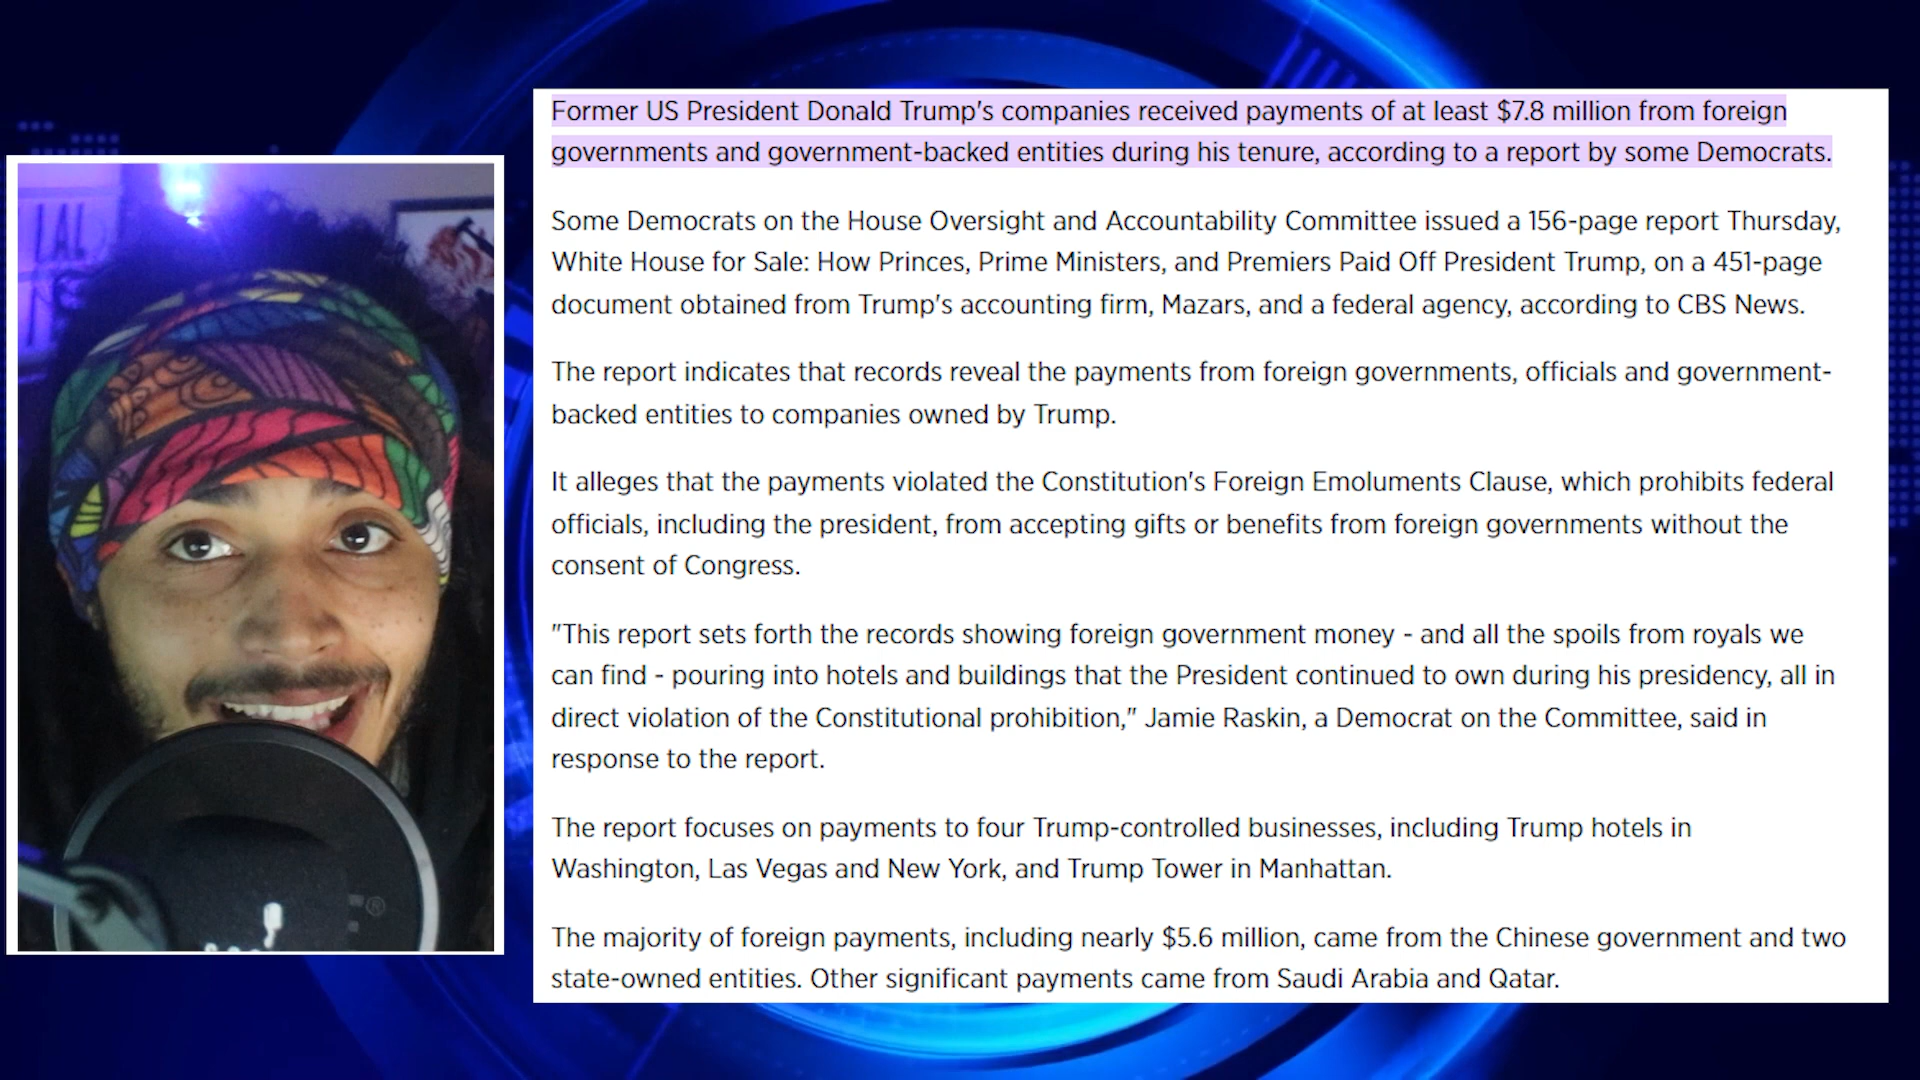 Former US President Donald Trump's companies received payments of at least $7.8 million from foreign
governments and government-backed entities during his tenure, according to a report by some Democrats.
Some Democrats on the House Oversight and Accountability Committee issued a 156-page report Thursday,
White House for Sale: How Princes, Prime Ministers, and Premiers Paid Off President Trump, on a 451-page
document obtained from Trump's accounting firm, Mazars, and a federal agency, according to CBS News.
The report indicates that records reveal the payments from foreign governments, officials and government-
backed entities to companies owned by Trump.
It alleges that the payments violated the Constitution's Foreign Emoluments Clause, which prohibits federal
officials, including the president, from accepting gifts or benefits from foreign governments without the
consent of Congress.
"This report sets forth the records showing foreign government money - and all the spoils from royals we
can find - pouring into hotels and buildings that the President continued to own during his presidency, all in
direct violation of the Constitutional prohibition," Jamie Raskin, a Democrat on the Committee, said in
response to the report.
The report focuses on payments to four Trump-controlled businesses, including Trump hotels in
Washington, Las Vegas and New York, and Trump Tower in Manhattan.
The majority of foreign payments, including nearly $5.6 million, came from the Chinese government and two
state-owned entities. Other significant payments came from Saudi Arabia and Qatar.